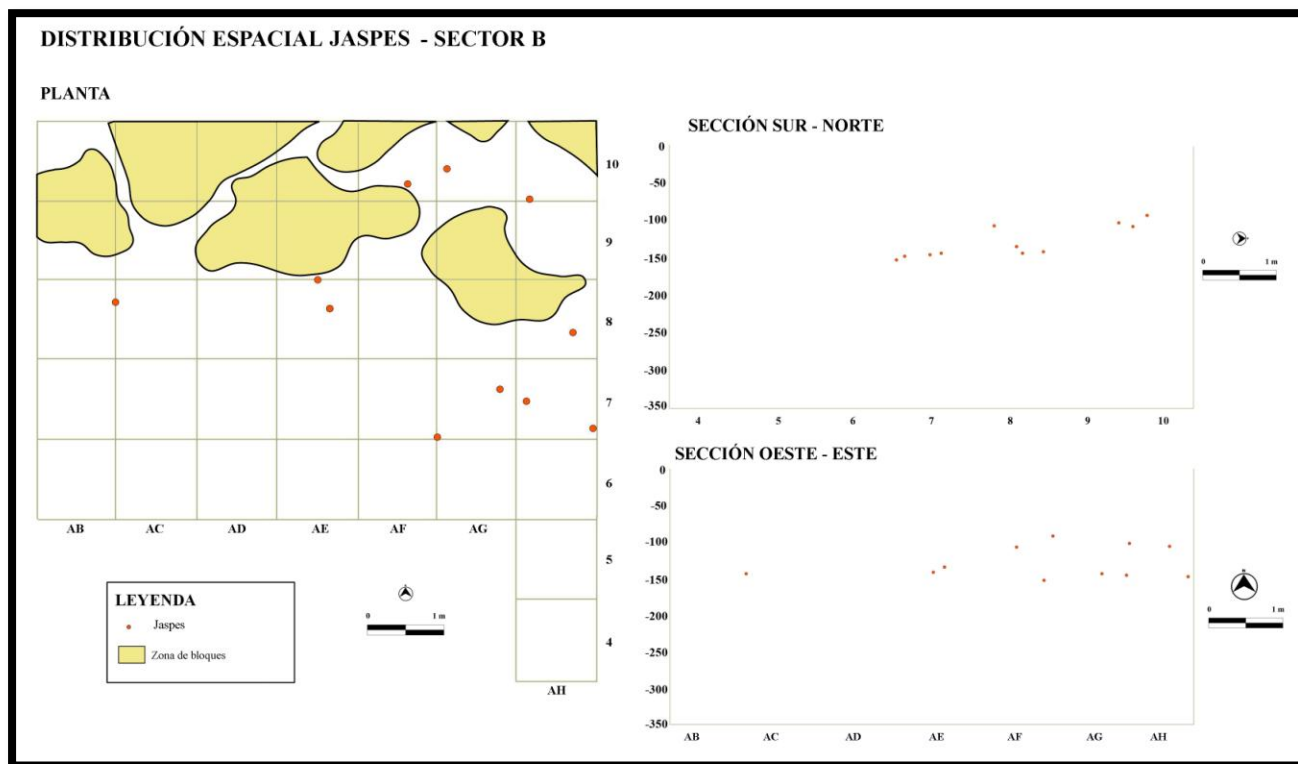 DISTRIBUCIÓN ESPACIAL JASPES - SECTOR B
PLANTA
10
9
8
7
6
5
4
AB AC AD AE AF AG
AH
LEYENDA
Jaspes
Zona de bloques
0 1 m
SECCIÓN SUR - NORTE
0
-50
-100
-150
-200
-250
-300
-350
4 5 6 7 8 9 10
0 1 m
SECCIÓN OESTE - ESTE
0
-50
-100
-150
-200
-250
-300
-350
AB AC AD AE AF AG AH
N
0 1 m